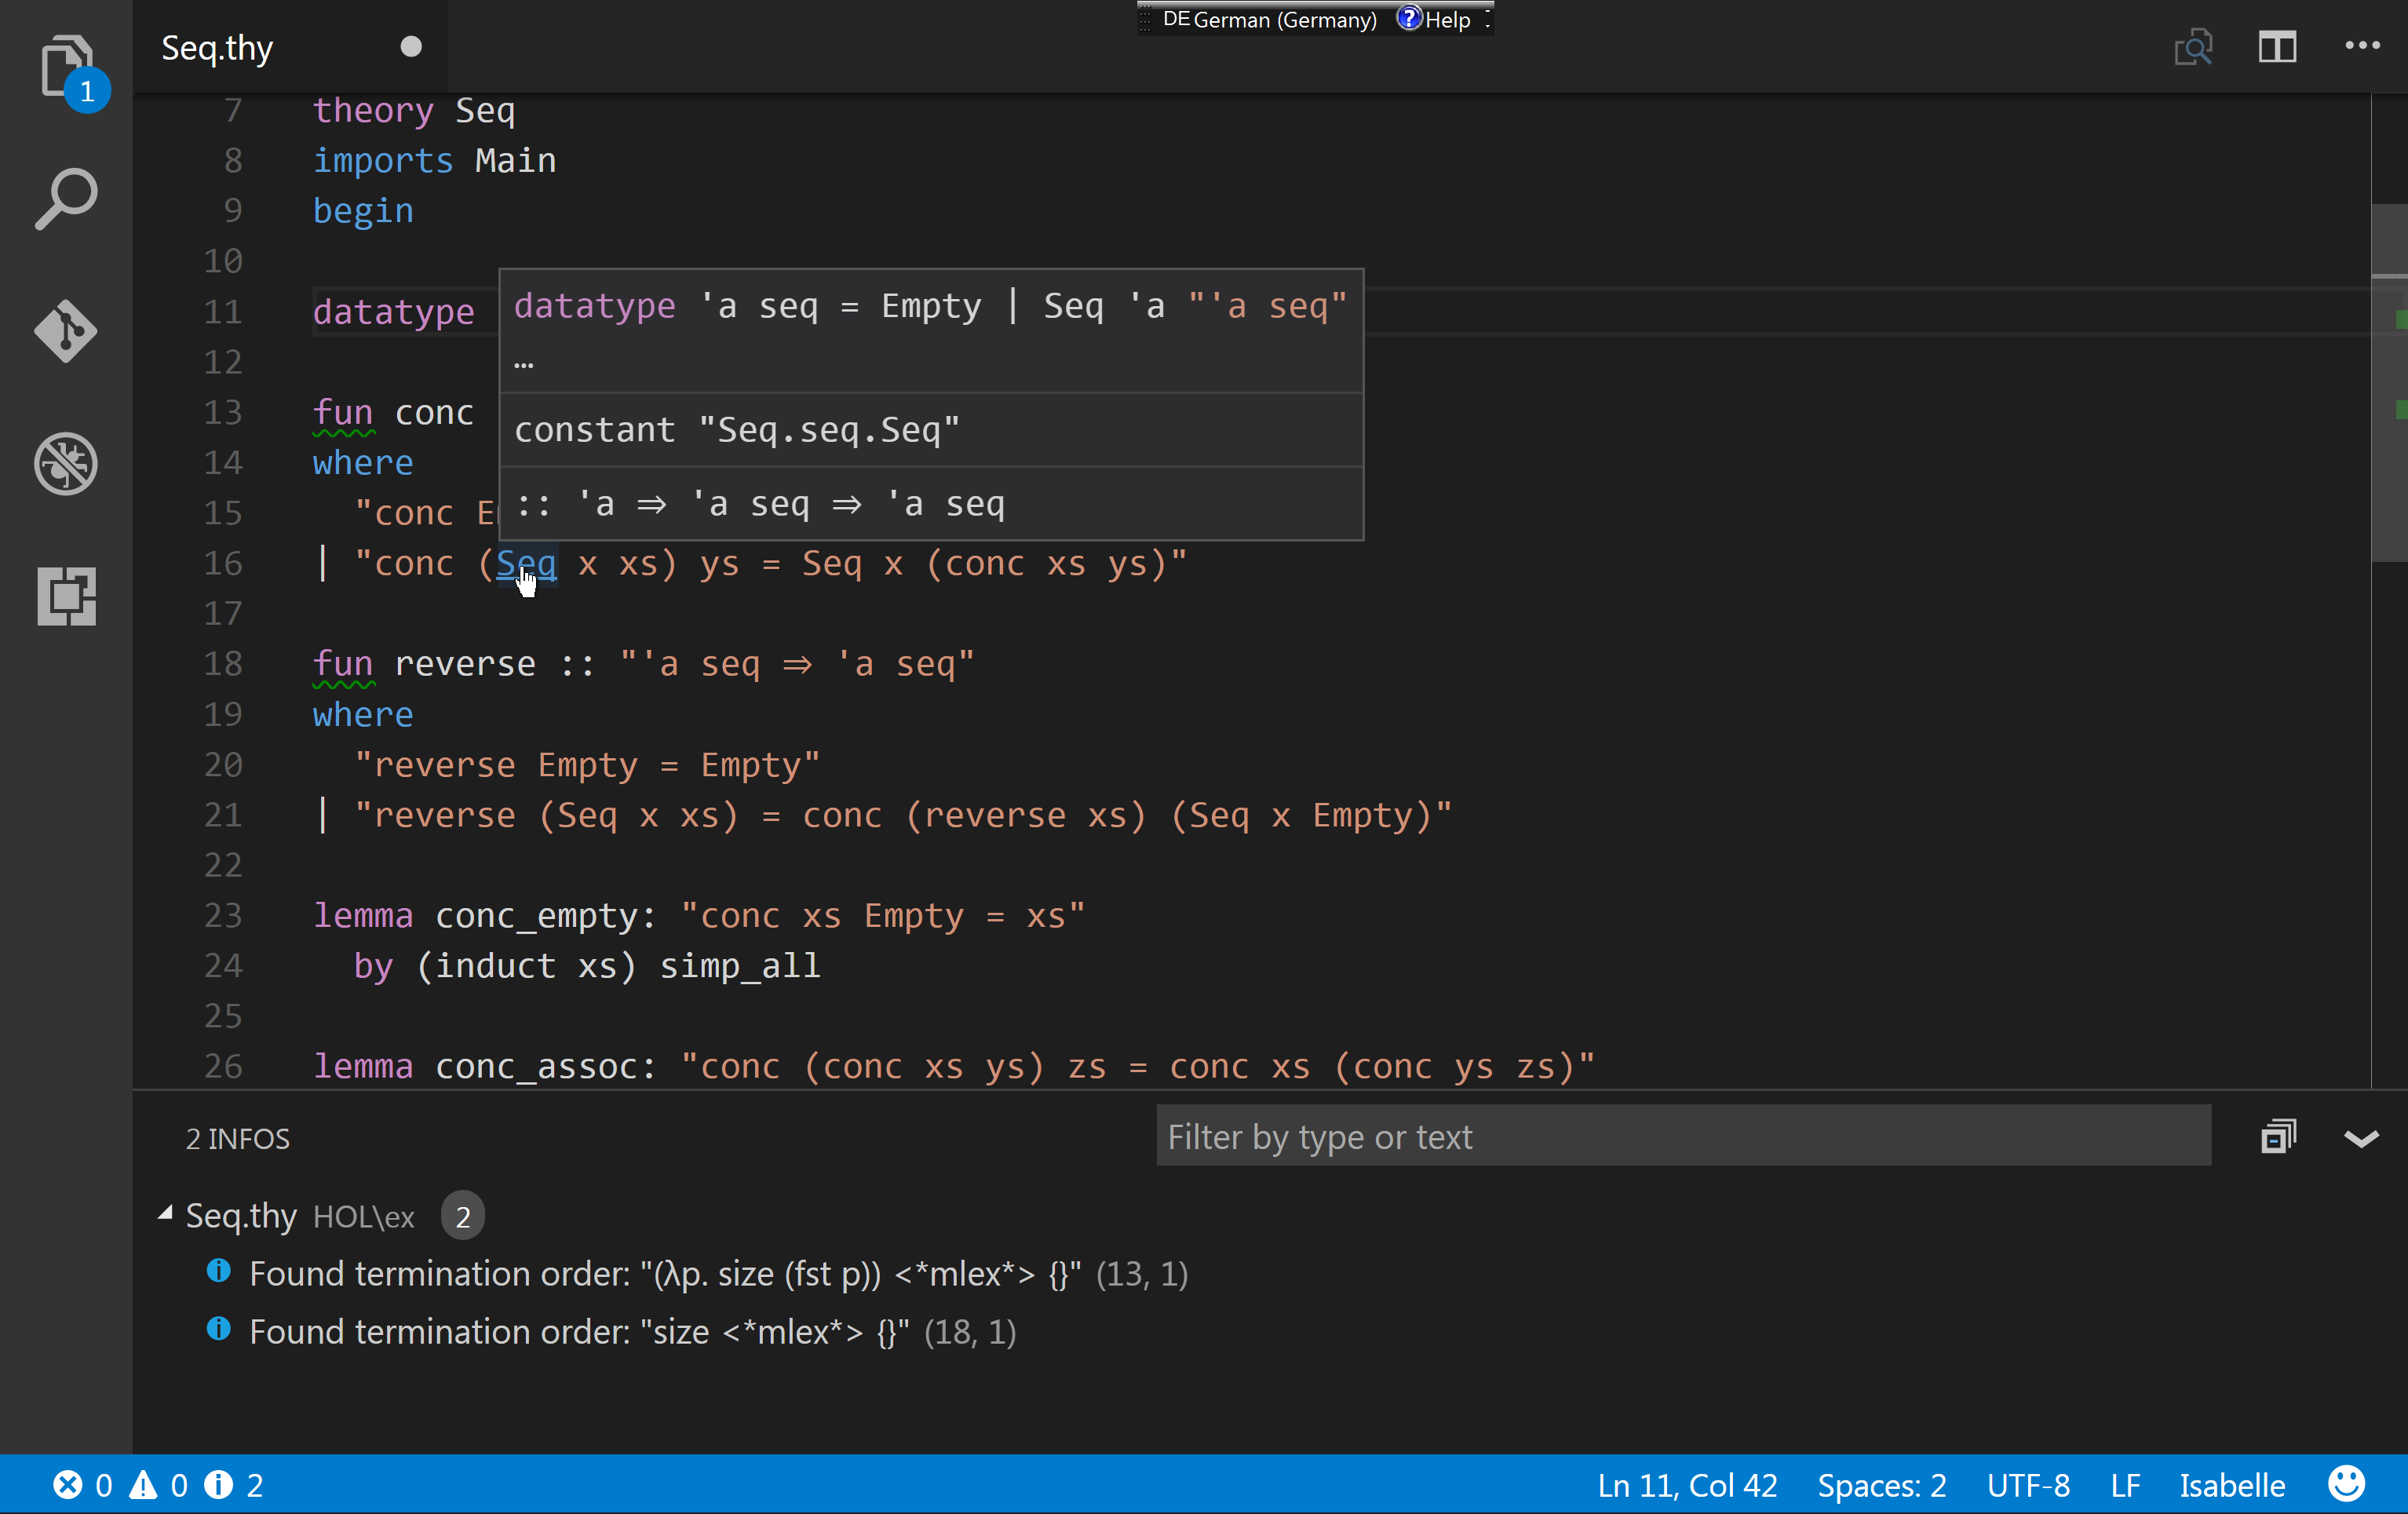 DE German (Germany) ? Help
Seq.thy
1
7 theory Seq
8 imports Main
9 begin
10
11 datatype
12
13 fun conc
14 where
15 "conc
16 | "conc (Seq x xs) ys = Seq x (conc xs ys)"
17
18 fun reverse :: "'a seq ⇒ 'a seq"
19 where
20 "reverse Empty = Empty"
21 | "reverse (Seq x xs) = conc (reverse xs) (Seq x Empty)"
22
23 lemma conc_empty: "conc xs Empty = xs"
24 by (induct xs) simp_all
25
26 lemma conc_assoc: "conc (conc xs ys) zs = conc xs (conc ys zs)"
datatype 'a seq = Empty | Seq 'a "'a seq"
…
constant "Seq.seq.Seq"
:: 'a ⇒ 'a seq ⇒ 'a seq
2 INFOS
Filter by type or text
Seq.thy HOL\ex 2
Found termination order: "(λp. size (fst p)) <*mlex*> {}" (13, 1)
Found termination order: "size <*mlex*> {}" (18, 1)
0 0 2
Ln 11, Col 42 Spaces: 2 UTF-8 LF Isabelle